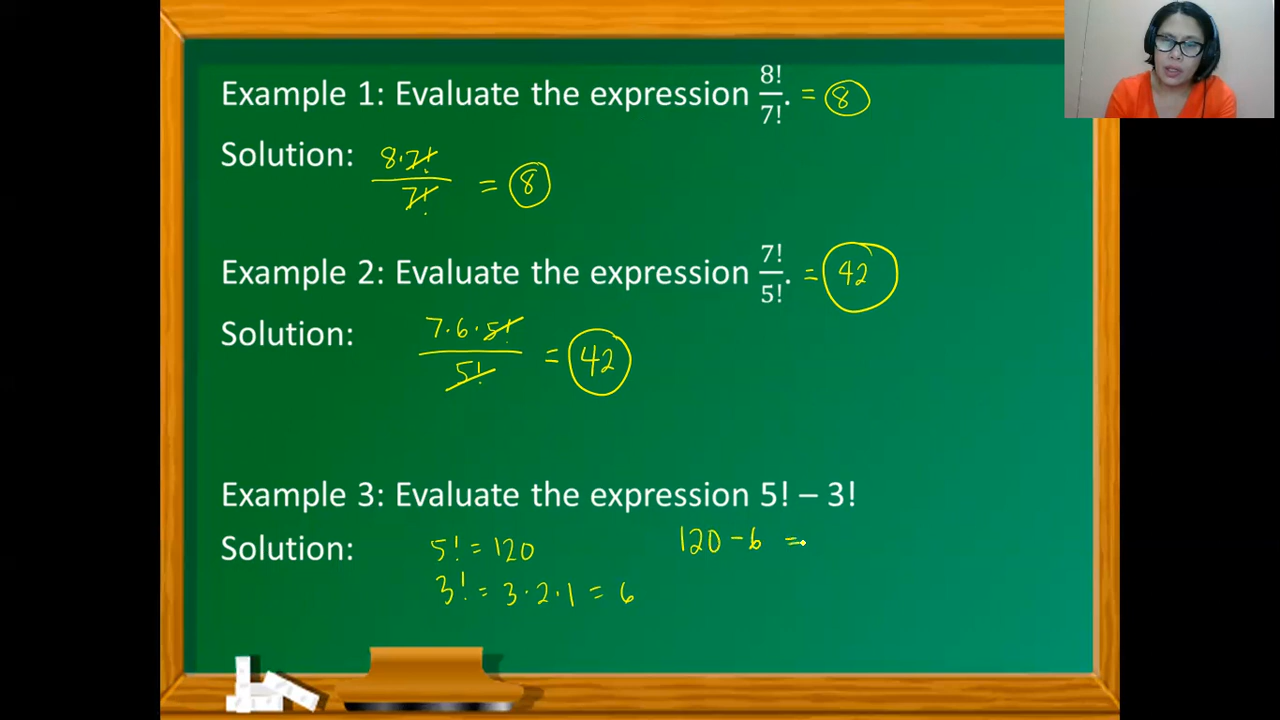 Example 1: Evaluate the expression 8!/7!. = 8
Solution: 8·7!/7! = 8
Example 2: Evaluate the expression 7!/5!. = 42
Solution: 7·6·5!/5! = 42
Example 3: Evaluate the expression 5! – 3!
Solution: 5! = 120 120 - 6 =
3! = 3·2·1 = 6